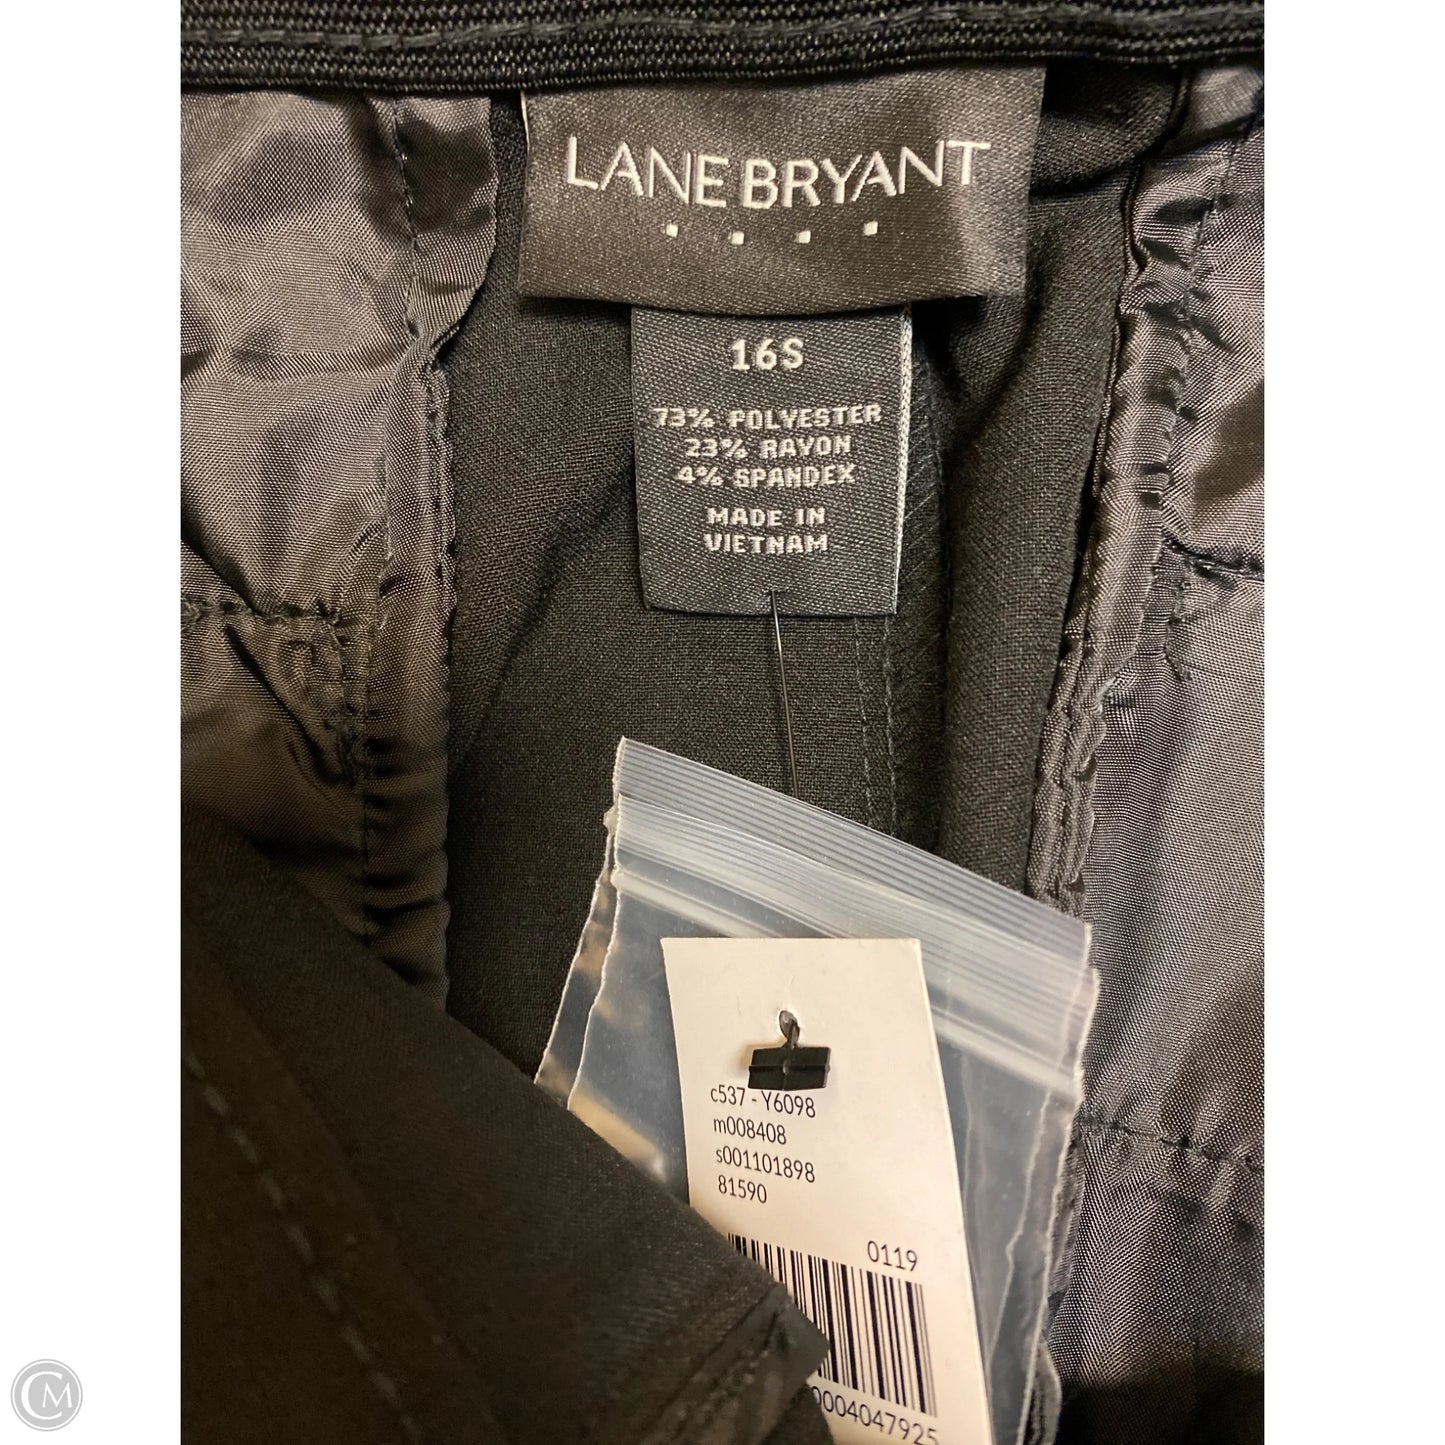 LANE BRYANT
16S
73% POLYESTER
23% RAYON
4% SPANDEX
MADE IN
VIETNAM
c537 - Y6098
m008408
s001101898
81590
0119
0004047925
CM